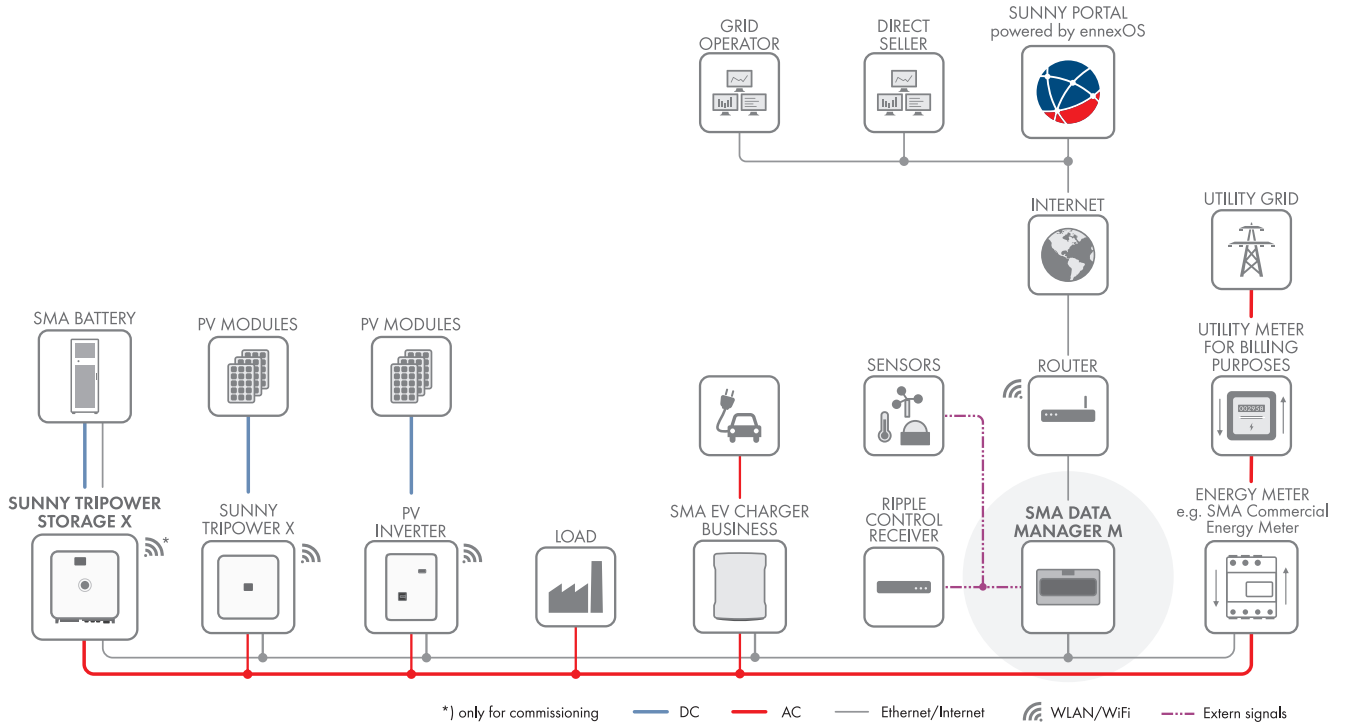 GRID
OPERATOR
DIRECT
SELLER
SUNNY PORTAL
powered by ennexOS
INTERNET
UTILITY GRID
SMA BATTERY
PV MODULES
PV MODULES
SENSORS
ROUTER
UTILITY METER
FOR BILLING
PURPOSES
002958
SUNNY TRIPOWER
STORAGE X
*
SUNNY
TRIPOWER X
PV
INVERTER
LOAD
SMA EV CHARGER
BUSINESS
RIPPLE
CONTROL
RECEIVER
SMA DATA
MANAGER M
ENERGY METER
e.g. SMA Commercial
Energy Meter
*) only for commissioning
DC
AC
Ethernet/Internet
WLAN/WiFi
Extern signals